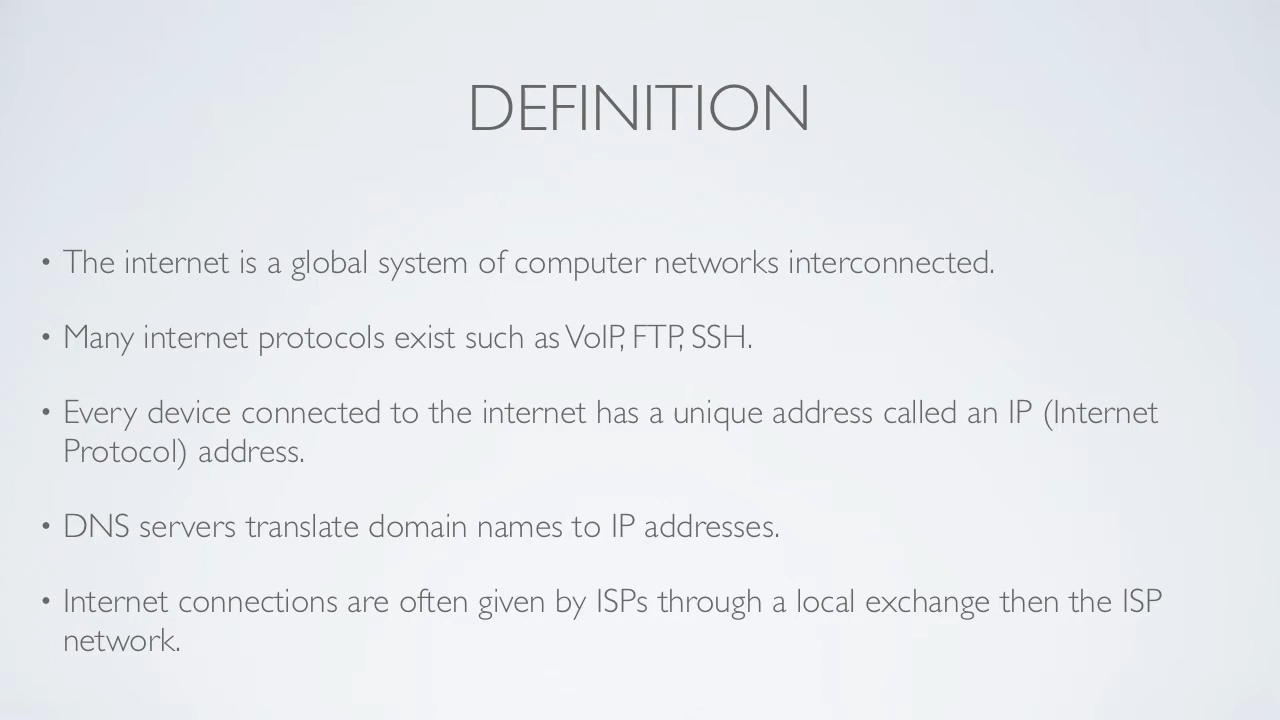 DEFINITION
• The internet is a global system of computer networks interconnected.
• Many internet protocols exist such as VoIP, FTP, SSH.
• Every device connected to the internet has a unique address called an IP (Internet
Protocol) address.
• DNS servers translate domain names to IP addresses.
• Internet connections are often given by ISPs through a local exchange then the ISP
network.